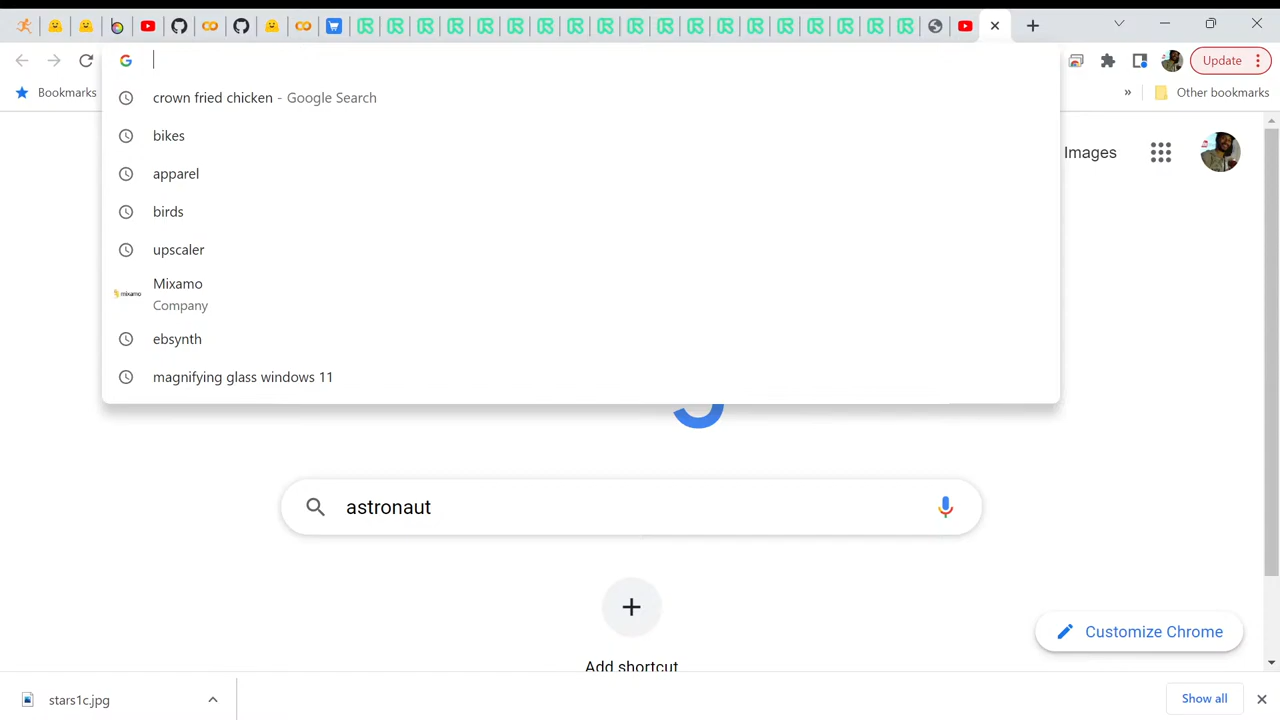 Update
Bookmarks
Other bookmarks
crown fried chicken - Google Search
bikes
apparel
birds
upscaler
Mixamo
mixamo
Company
ebsynth
magnifying glass windows 11
Images
astronaut
Add shortcut
Customize Chrome
stars1c.jpg
Show all